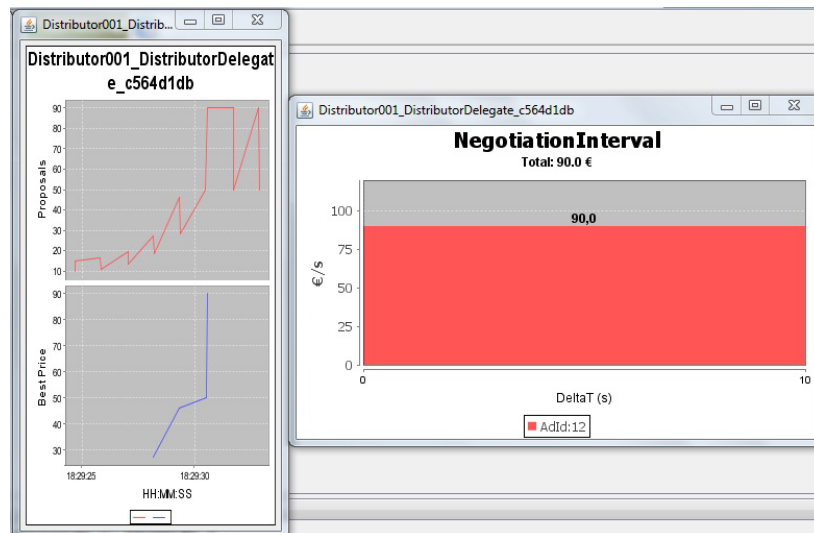 Distributor001_Distrib...
Distributor001_DistributorDelegat
e_c564d1db
90
80
70
60
50
40
30
20
10
Proposals
90
80
70
60
50
40
30
Best Price
18:29:25 18:29:30
HH:MM:SS
Distributor001_DistributorDelegate_c564d1db
NegotiationInterval
Total: 90.0 €
100
75
50
25
0
€/s
90,0
0 10
DeltaT (s)
AdId:12